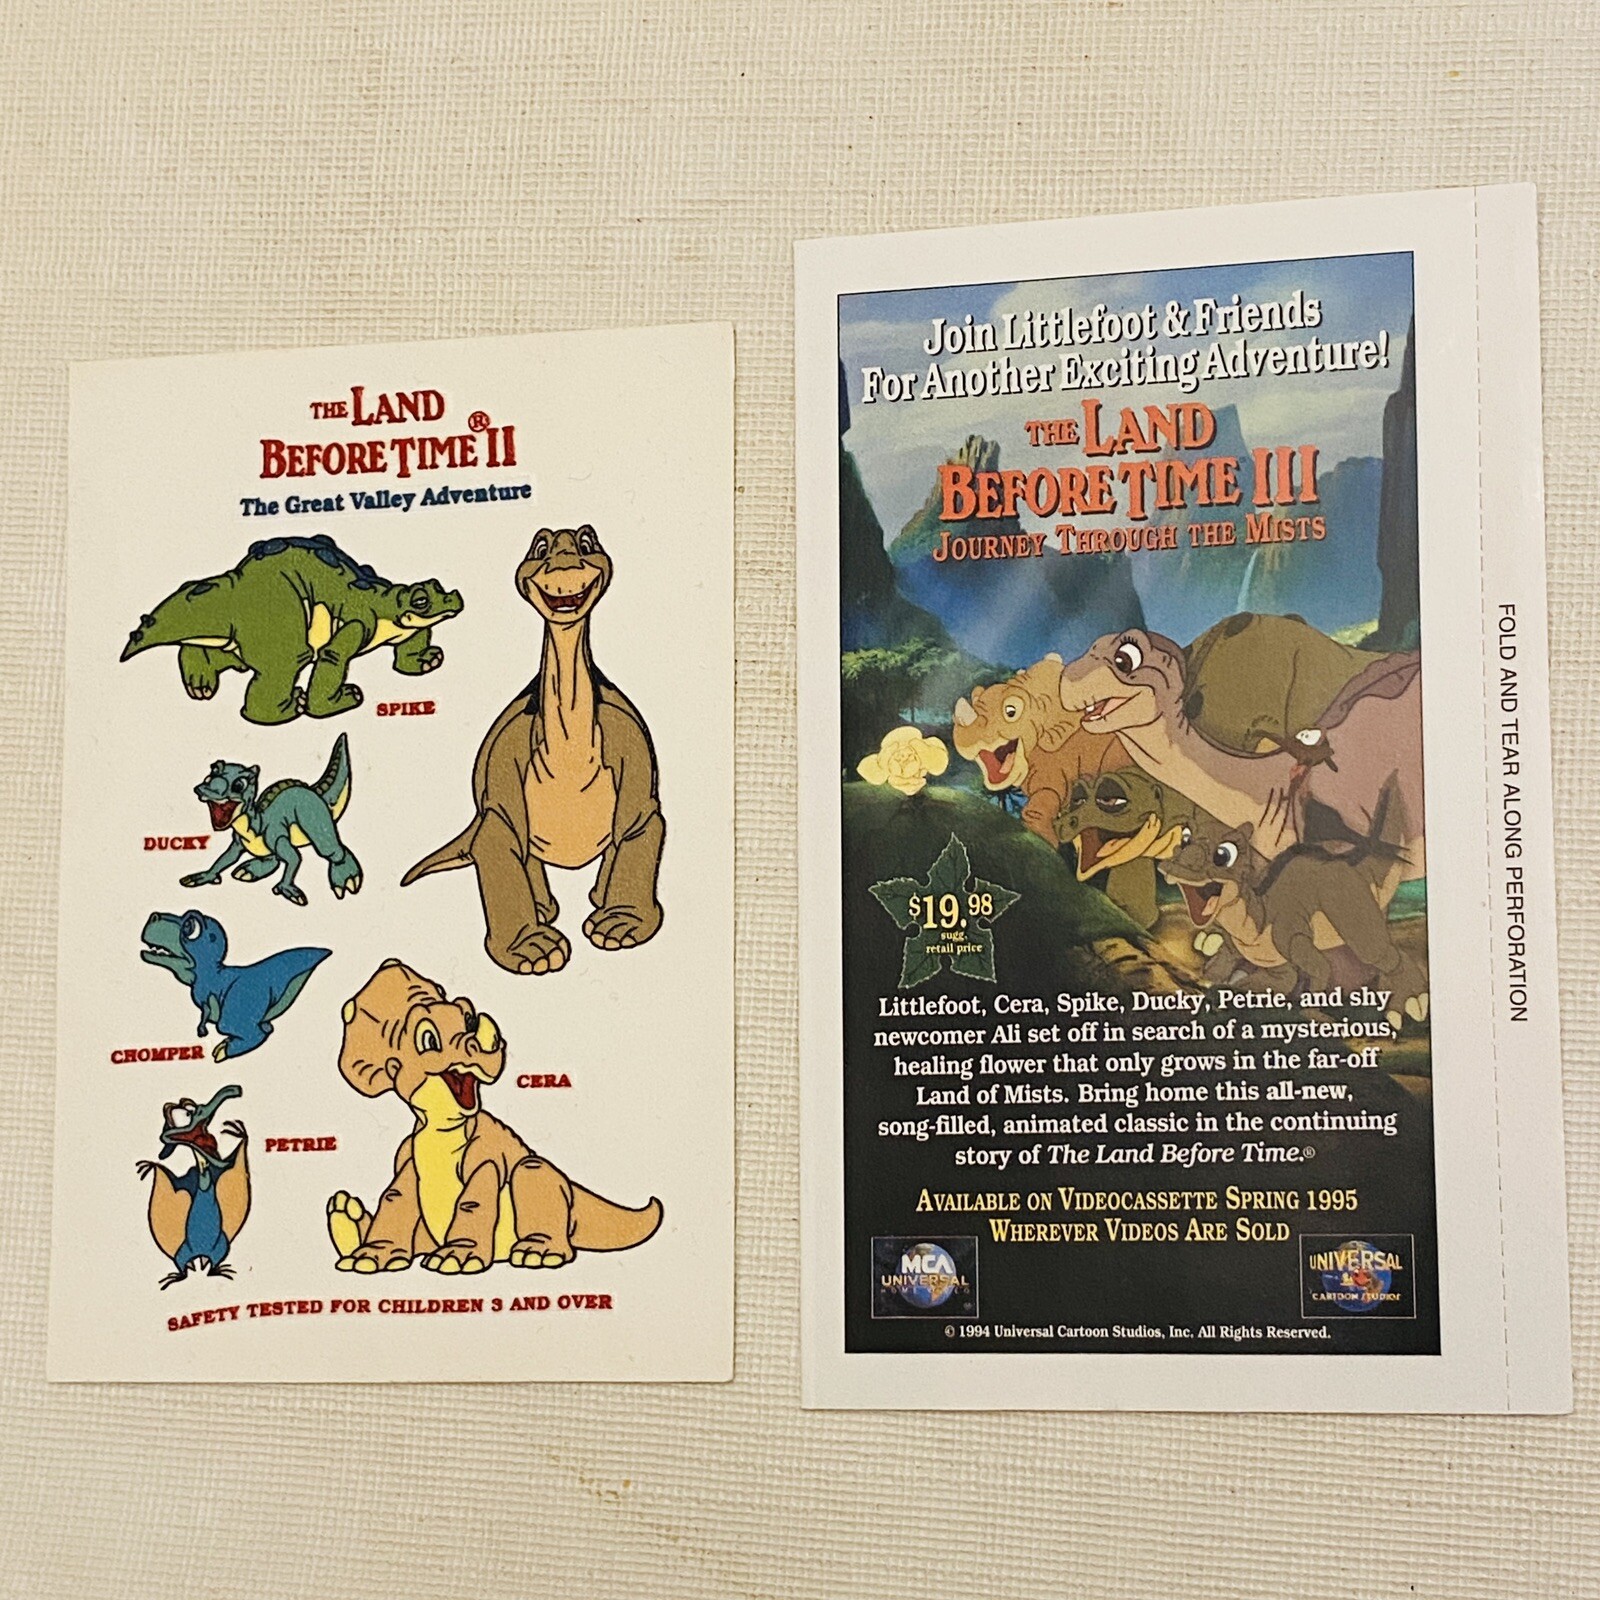 THE LAND
BEFORE TIME® II
The Great Valley Adventure
SPIKE
DUCKY
CHOMPER
CERA
PETRIE
SAFETY TESTED FOR CHILDREN 3 AND OVER
Join Littlefoot & Friends
For Another Exciting Adventure!
THE LAND
BEFORE TIME III
JOURNEY THROUGH THE MISTS
$19.98
sugg.
retail price
Littlefoot, Cera, Spike, Ducky, Petrie, and shy
newcomer Ali set off in search of a mysterious,
healing flower that only grows in the far-off
Land of Mists. Bring home this all-new,
song-filled, animated classic in the continuing
story of The Land Before Time.®
AVAILABLE ON VIDEOCASSETTE SPRING 1995
WHEREVER VIDEOS ARE SOLD
MCA
UNIVERSAL
HOME VIDEO
UNIVERSAL
CARTOON STUDIOS
© 1994 Universal Cartoon Studios, Inc. All Rights Reserved.
FOLD AND TEAR ALONG PERFORATION